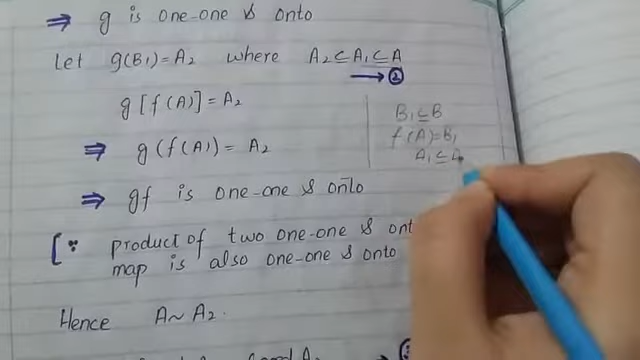 ⇒ g is one-one & onto
Let g(B₁) = A₂ where A₂ ⊆ A₁ ⊆ A
→ ②
g[f(A)] = A₂
⇒ g(f(A)) = A₂
B₁ ⊆ B
f(A) = B₁
A₁ ⊆ A
⇒ gf is one-one & onto
[∵ product of two one-one & ont
map is also one-one & onto
Hence A ~ A₂.